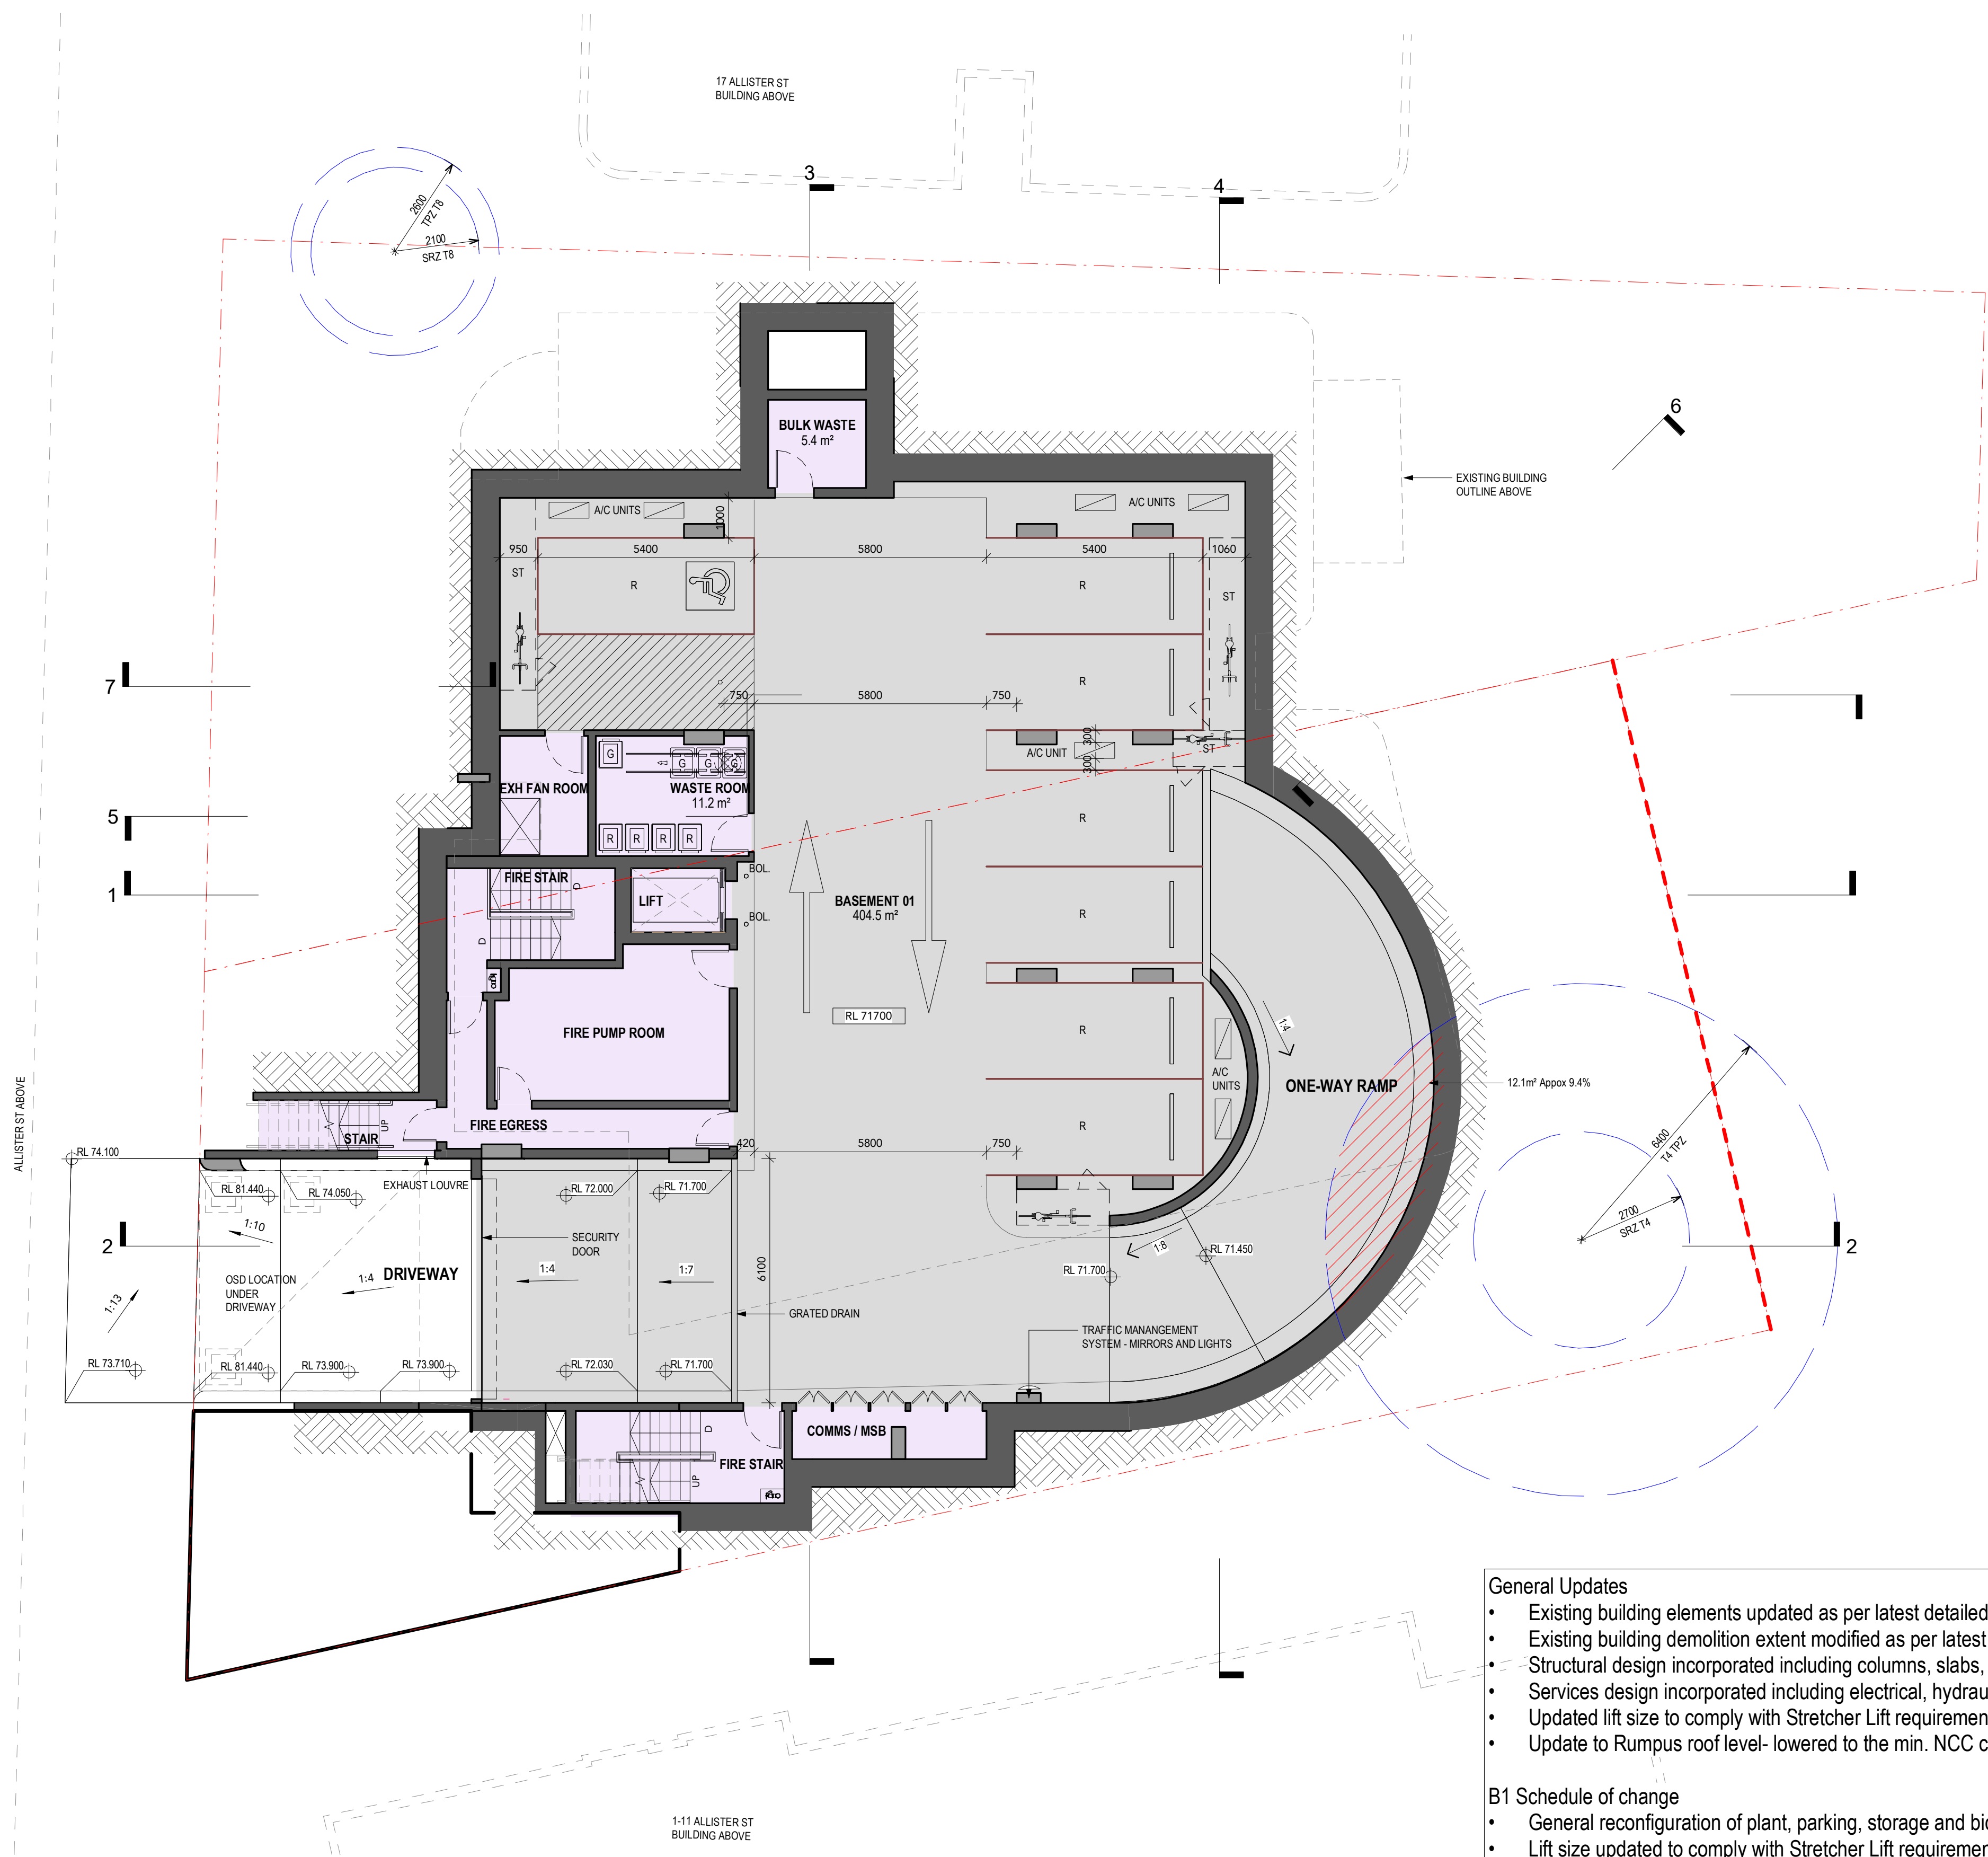 17 ALLISTER ST
BUILDING ABOVE
3
4
2600
TPZ T8
2100
SRZ T8
6
BULK WASTE
5.4 m²
EXISTING BUILDING
OUTLINE ABOVE
A/C UNITS
1000
A/C UNITS
950
5400
5800
5400
1060
ST
R
R
ST
7
R
750
5800
750
G
G
G
G
A/C UNIT
300
300
ST
EXH FAN ROOM
WASTE ROOM
11.2 m²
5
R
R
R
R
R
1
FIRE STAIR
D
LIFT
BOL.
BOL.
BASEMENT 01
404.5 m²
R
D
RL 71700
1:4
FIRE PUMP ROOM
R
A/C
UNITS
ONE-WAY RAMP
12.1m² Appox 9.4%
ALLISTER ST ABOVE
STAIR
UP
FIRE EGRESS
R
420
5800
750
6400
T4 TPZ
RL 74.100
EXHAUST LOUVRE
RL 81.440
RL 74.050
RL 72.000
RL 71.700
2700
SRZ T4
1:10
2
SECURITY
DOOR
1:8
RL 71.450
2
OSD LOCATION
UNDER
DRIVEWAY
1:4
DRIVEWAY
1:4
1:7
6100
RL 71.700
1:13
GRATED DRAIN
TRAFFIC MANANGEMENT
SYSTEM - MIRRORS AND LIGHTS
RL 73.710
RL 81.440
RL 73.900
RL 73.900
RL 72.030
RL 71.700
D
COMMS / MSB
FIRE STAIR
UP
General Updates
• Existing building elements updated as per latest detailed
• Existing building demolition extent modified as per latest
• Structural design incorporated including columns, slabs,
• Services design incorporated including electrical, hydrau
• Updated lift size to comply with Stretcher Lift requiremen
• Update to Rumpus roof level- lowered to the min. NCC c
B1 Schedule of change
• General reconfiguration of plant, parking, storage and bi
• Lift size updated to comply with Stretcher Lift requiremen
1-11 ALLISTER ST
BUILDING ABOVE